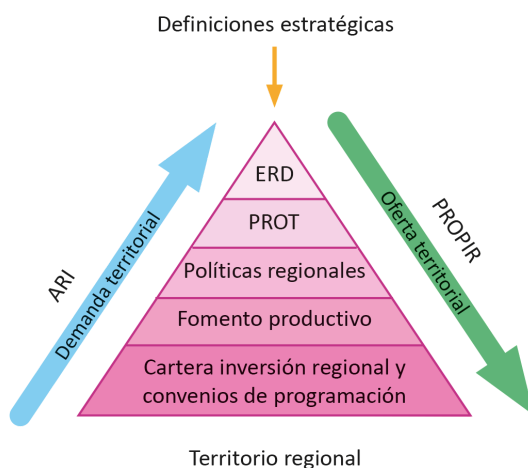 Definiciones estratégicas
ERD
PROT
Políticas regionales
Fomento productivo
Cartera inversión regional y
convenios de programación
ARI
Demanda territorial
PROPIR
Oferta territorial
Territorio regional